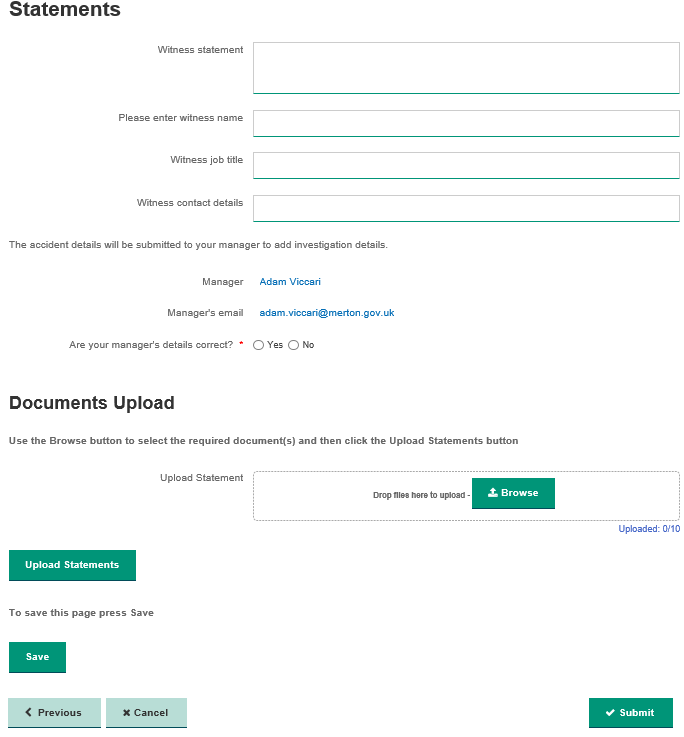 Statements
Witness statement
Please enter witness name
Witness job title
Witness contact details
The accident details will be submitted to your manager to add investigation details.
Manager Adam Viccari
Manager's email adam.viccari@merton.gov.uk
Are your manager's details correct? * Yes No
Documents Upload
Use the Browse button to select the required document(s) and then click the Upload Statements button
Upload Statement
Drop files here to upload - Browse
Uploaded: 0/10
Upload Statements
To save this page press Save
Save
Previous Cancel Submit